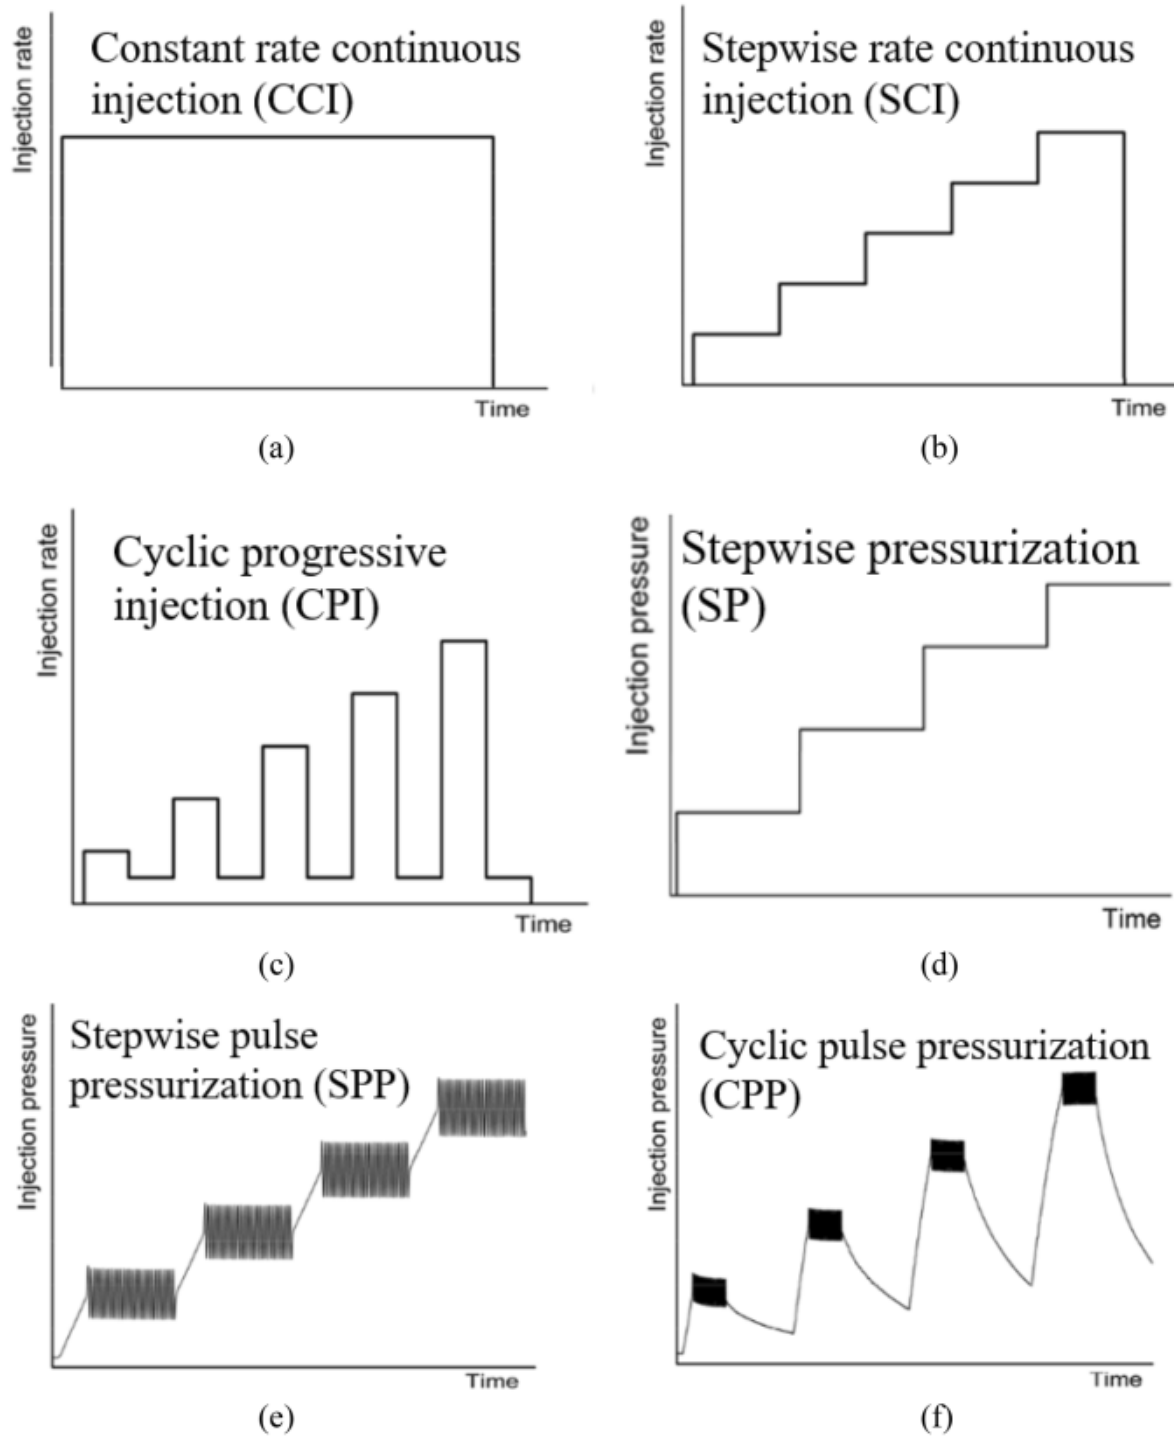 Injection rate
Constant rate continuous
injection (CCI)
Time
(a)
Injection rate
Stepwise rate continuous
injection (SCI)
Time
(b)
Injection rate
Cyclic progressive
injection (CPI)
Time
(c)
Injection pressure
Stepwise pressurization
(SP)
Time
(d)
Injection pressure
Stepwise pulse
pressurization (SPP)
Time
(e)
Injection pressure
Cyclic pulse pressurization
(CPP)
Time
(f)